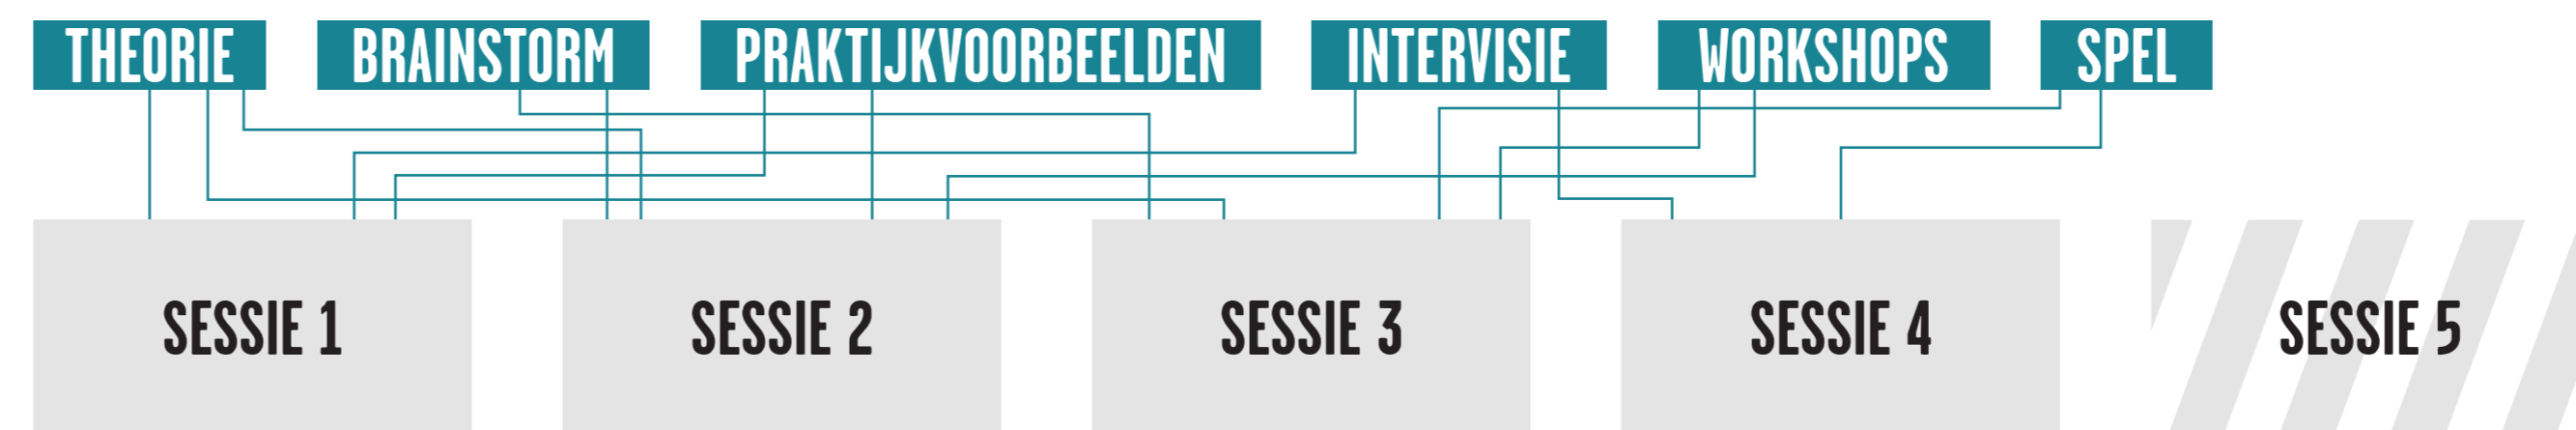 THEORIE
BRAINSTORM
PRAKTIJKVOORBEELDEN
INTERVISIE
WORKSHOPS
SPEL
SESSIE 1
SESSIE 2
SESSIE 3
SESSIE 4
SESSIE 5